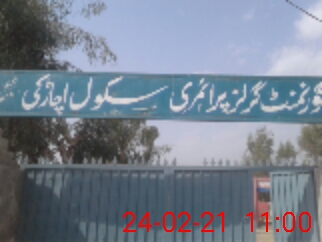 گورنمنٹ گرلز پرائمری سکول اچاڑکی
24-02-21 11:00